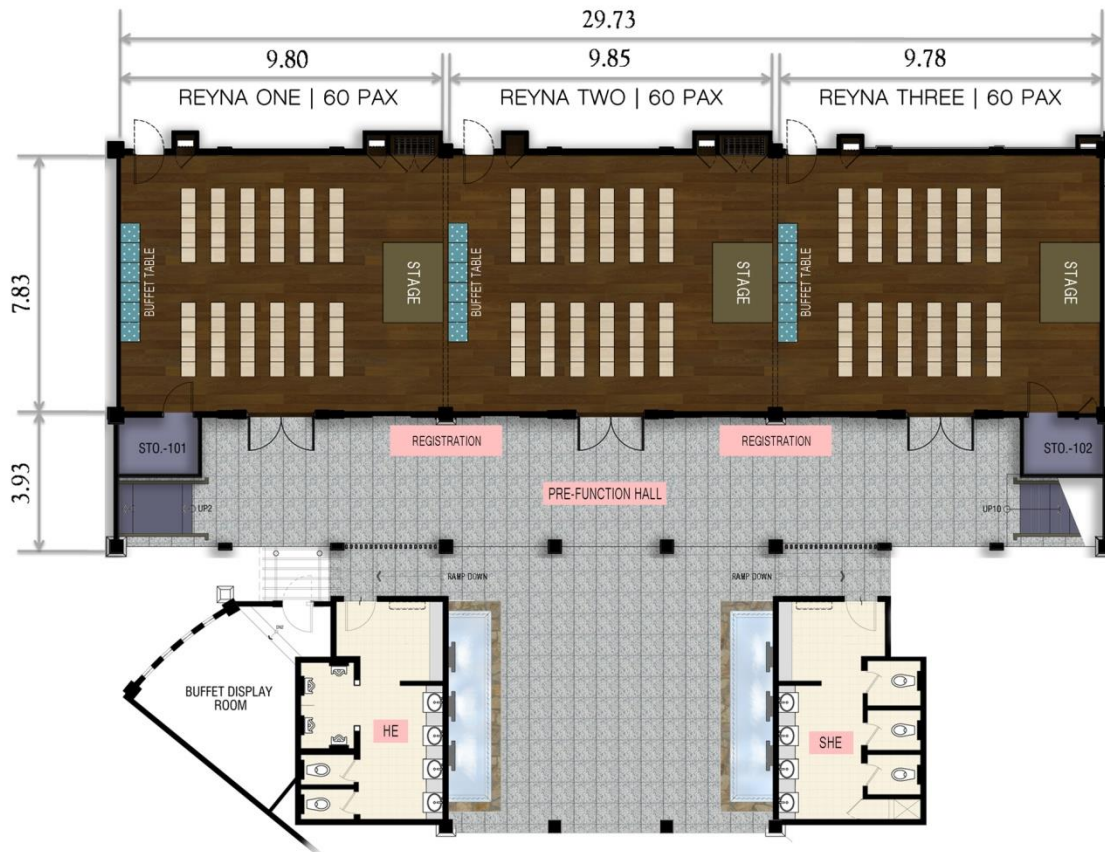 29.73
9.80
9.85
9.78
REYNA ONE | 60 PAX
REYNA TWO | 60 PAX
REYNA THREE | 60 PAX
7.83
BUFFET TABLE
STAGE
BUFFET TABLE
STAGE
BUFFET TABLE
STAGE
3.93
STO.-101
REGISTRATION
REGISTRATION
STO.-102
PRE-FUNCTION HALL
UP2
UP10
RAMP DOWN
RAMP DOWN
BUFFET DISPLAY
ROOM
HE
SHE